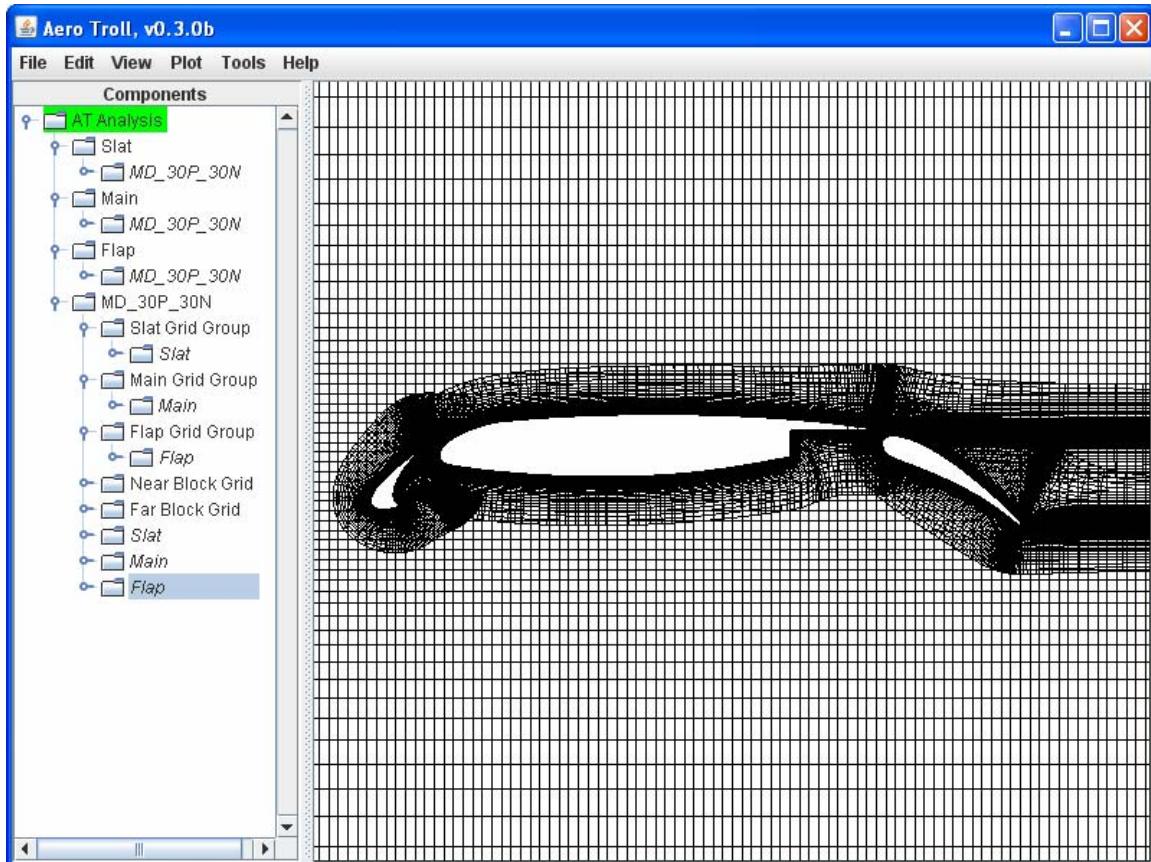 Aero Troll, v0.3.0b
File Edit View Plot Tools Help
Components
AT Analysis
Slat
MD_30P_30N
Main
MD_30P_30N
Flap
MD_30P_30N
MD_30P_30N
Slat Grid Group
Slat
Main Grid Group
Main
Flap Grid Group
Flap
Near Block Grid
Far Block Grid
Slat
Main
Flap